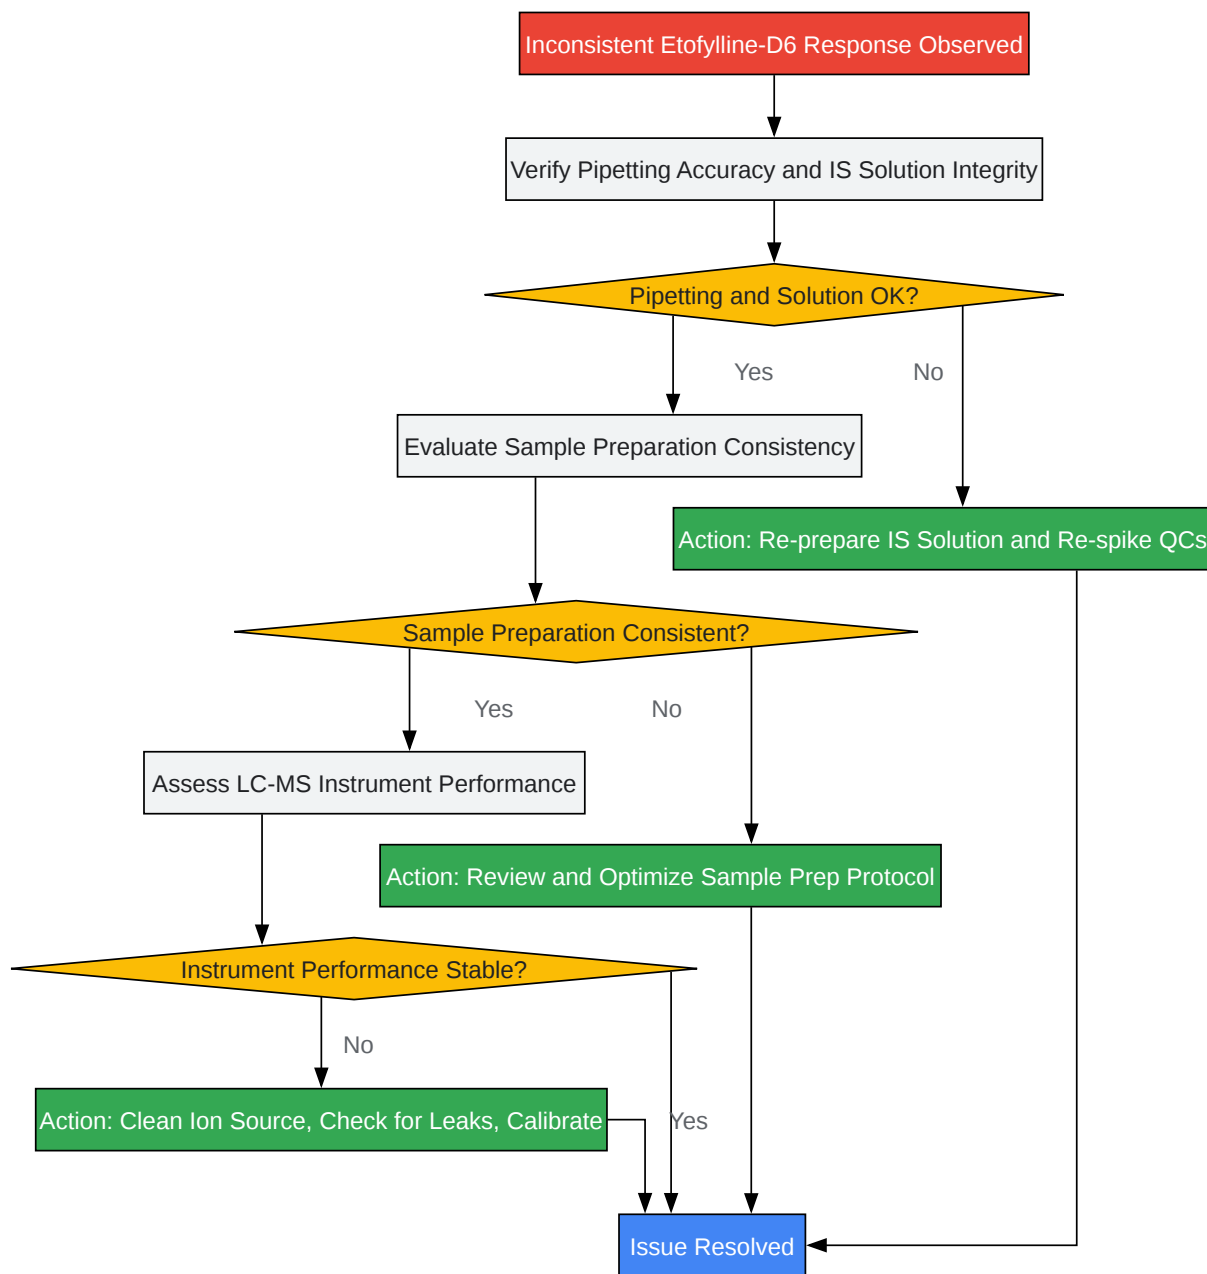 Inconsistent Etofylline-D6 Response Observed
Verify Pipetting Accuracy and IS Solution Integrity
Pipetting and Solution OK?
Yes
No
Evaluate Sample Preparation Consistency
Action: Re-prepare IS Solution and Re-spike QCs
Sample Preparation Consistent?
Yes
No
Assess LC-MS Instrument Performance
Action: Review and Optimize Sample Prep Protocol
Instrument Performance Stable?
No
Action: Clean Ion Source, Check for Leaks, Calibrate
Yes
Issue Resolved